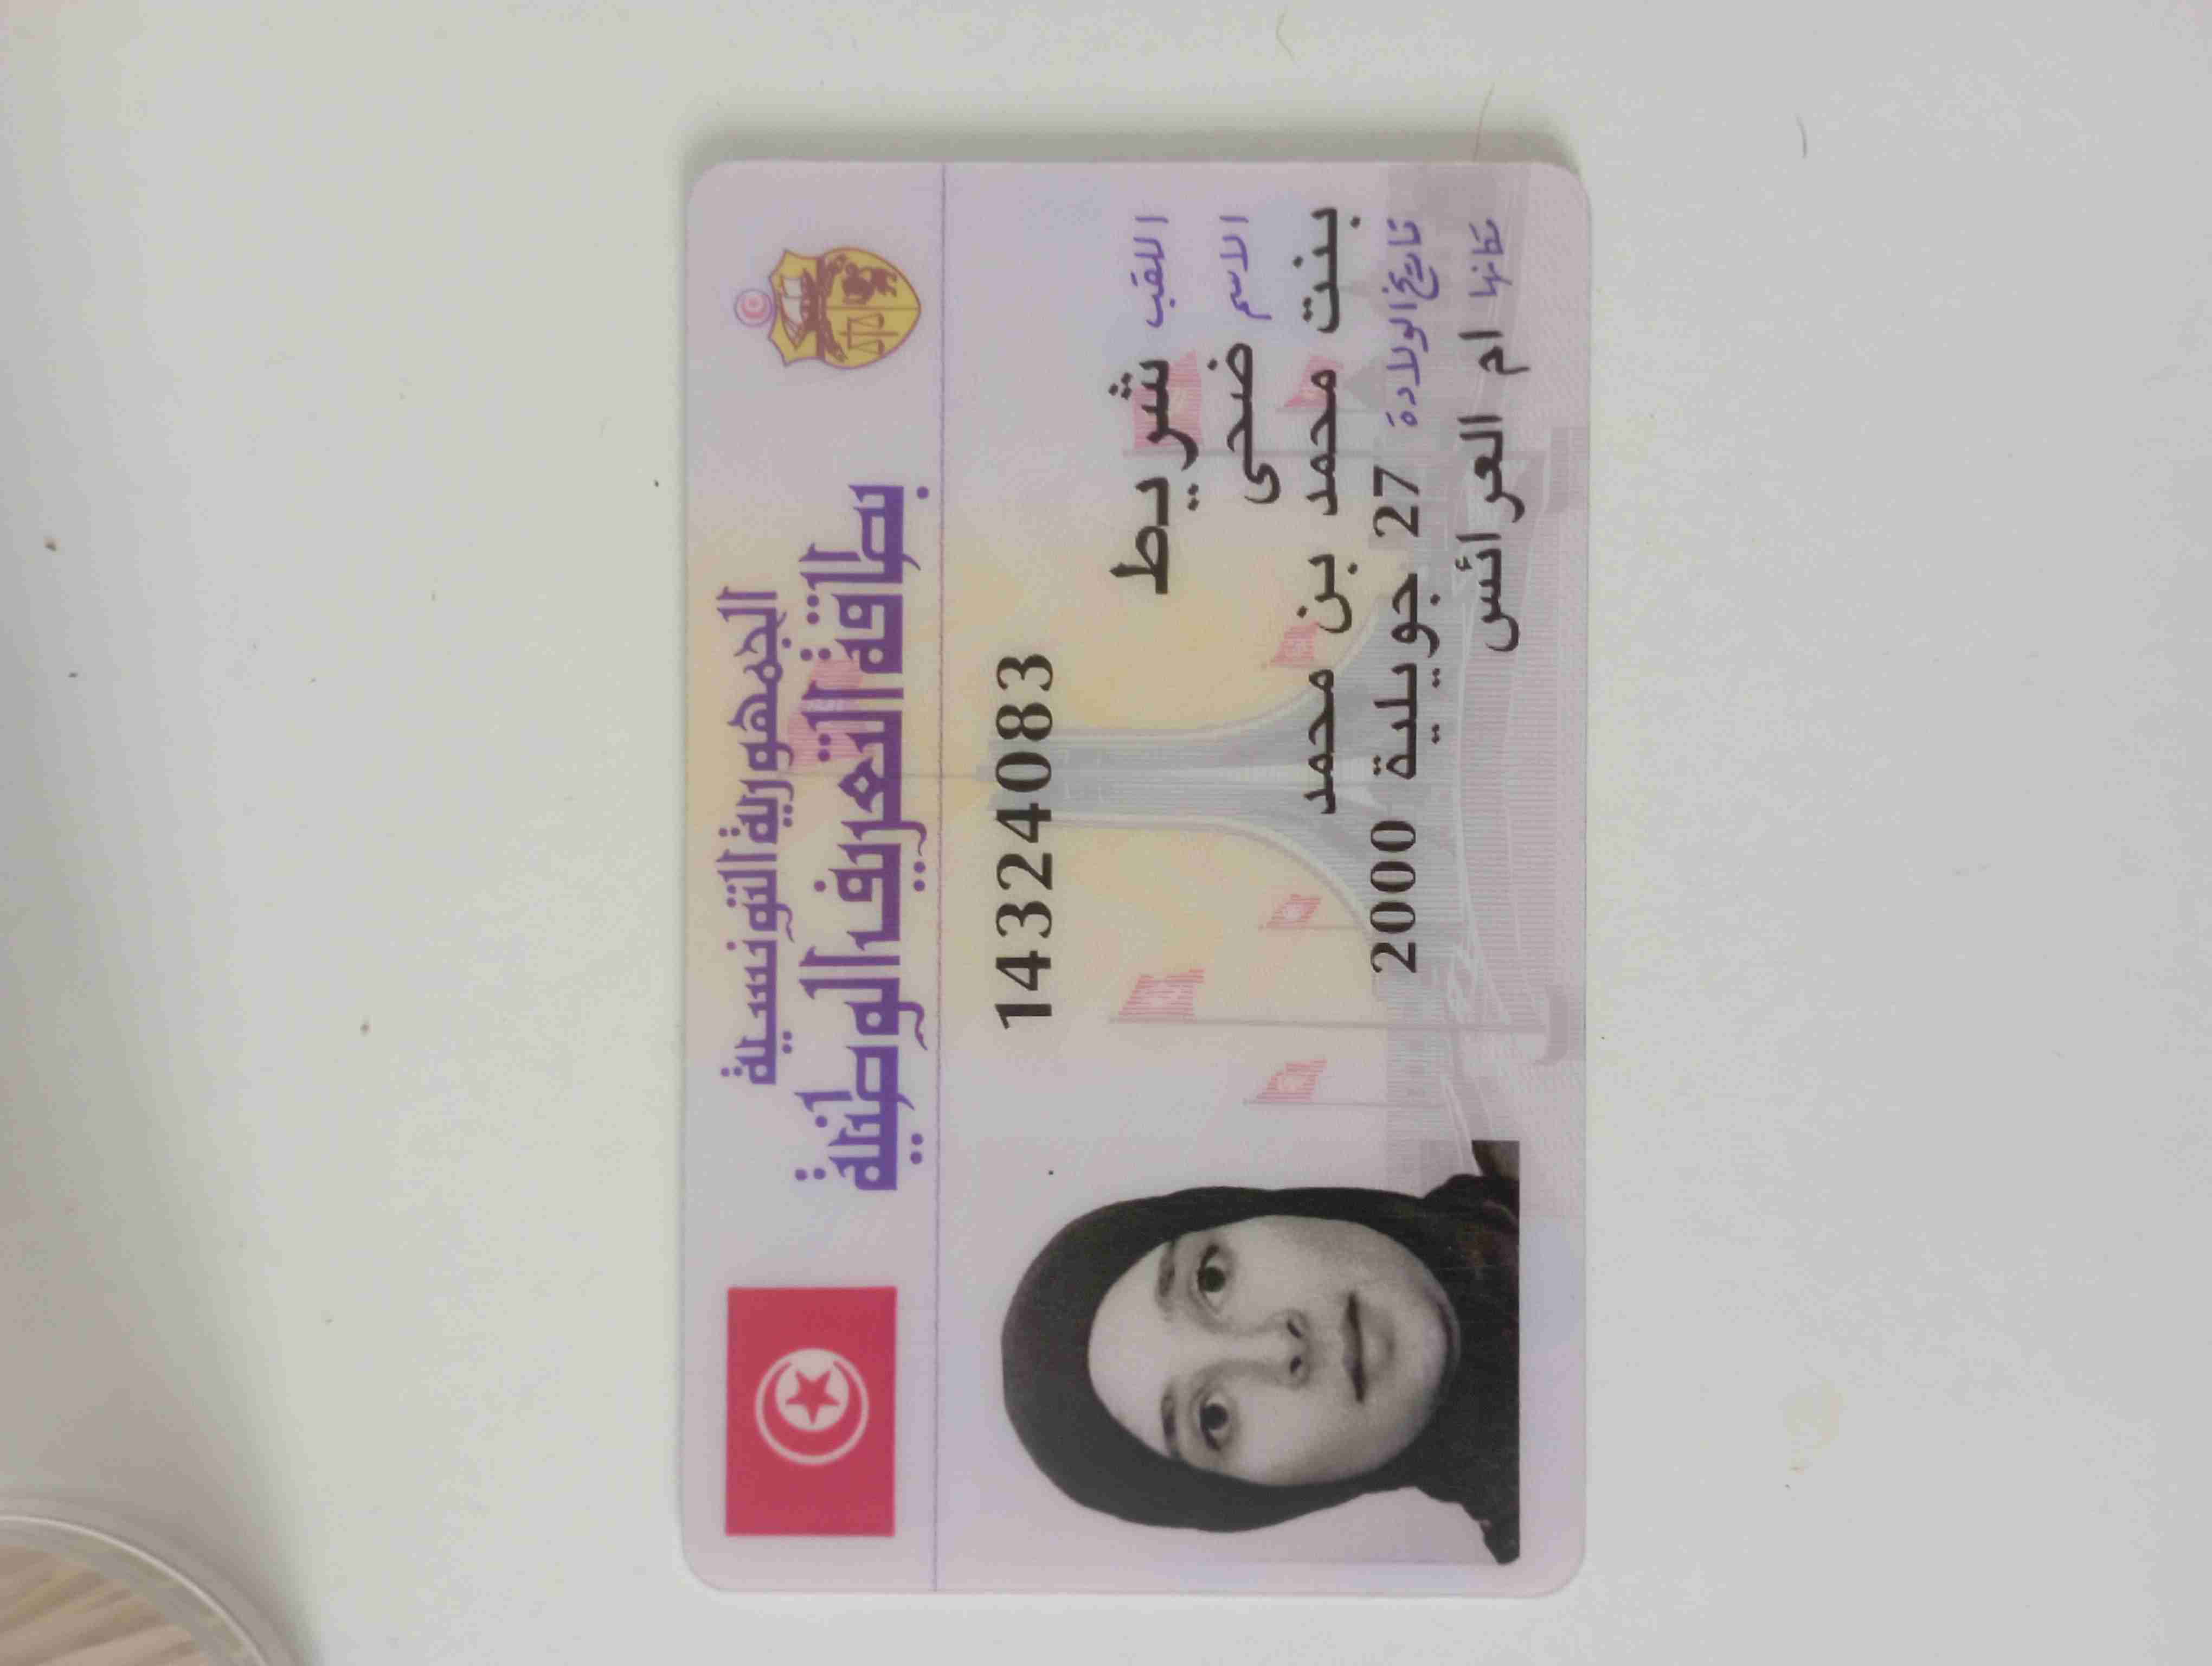 الجمهورية التونسية
بطاقة التعريف الوطنية
14324083
اللقب شريط
الاسم ضحى
بنت محمد بن محمد
تاريخ الولادة 27 جويلية 2000
مكانها ام العرائس